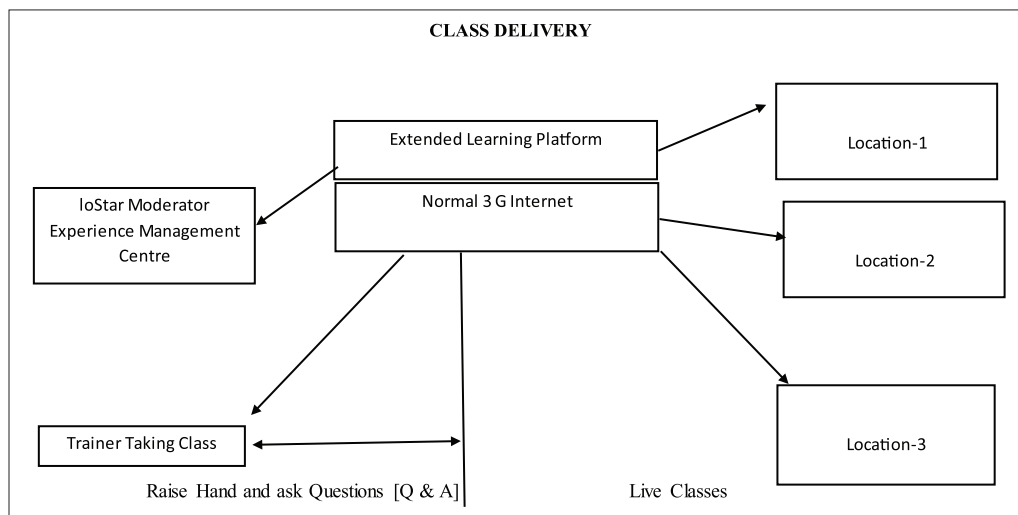 CLASS DELIVERY
Extended Learning Platform
Location-1
Normal 3 G Internet
IoStar Moderator
Experience Management
Centre
Location-2
Trainer Taking Class
Location-3
Raise Hand and ask Questions [Q & A]
Live Classes